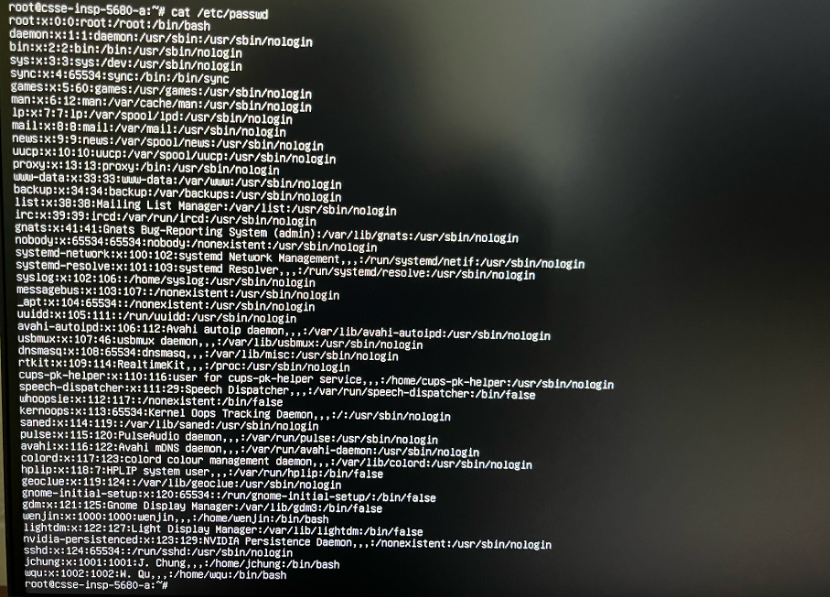 root@csse-insp-5680-a:~# cat /etc/passwd
root:x:0:0:root:/root:/bin/bash
daemon:x:1:1:daemon:/usr/sbin:/usr/sbin/nologin
bin:x:2:2:bin:/bin:/usr/sbin/nologin
sys:x:3:3:sys:/dev:/usr/sbin/nologin
sync:x:4:65534:sync:/bin:/bin/sync
games:x:5:60:games:/usr/games:/usr/sbin/nologin
man:x:6:12:man:/var/cache/man:/usr/sbin/nologin
lp:x:7:7:lp:/var/spool/lpd:/usr/sbin/nologin
mail:x:8:8:mail:/var/mail:/usr/sbin/nologin
news:x:9:9:news:/var/spool/news:/usr/sbin/nologin
uucp:x:10:10:uucp:/var/spool/uucp:/usr/sbin/nologin
proxy:x:13:13:proxy:/bin:/usr/sbin/nologin
www-data:x:33:33:www-data:/var/www:/usr/sbin/nologin
backup:x:34:34:backup:/var/backups:/usr/sbin/nologin
list:x:38:38:Mailing List Manager:/var/list:/usr/sbin/nologin
irc:x:39:39:ircd:/var/run/ircd:/usr/sbin/nologin
gnats:x:41:41:Gnats Bug-Reporting System (admin):/var/lib/gnats:/usr/sbin/nologin
nobody:x:65534:65534:nobody:/nonexistent:/usr/sbin/nologin
systemd-network:x:100:102:systemd Network Management,,,:/run/systemd/netif:/usr/sbin/nologin
systemd-resolve:x:101:103:systemd Resolver,,,:/run/systemd/resolve:/usr/sbin/nologin
syslog:x:102:106::/home/syslog:/usr/sbin/nologin
messagebus:x:103:107::/nonexistent:/usr/sbin/nologin
_apt:x:104:65534::/nonexistent:/usr/sbin/nologin
uuidd:x:105:111::/run/uuidd:/usr/sbin/nologin
avahi-autoipd:x:106:112:Avahi autoip daemon,,,:/var/lib/avahi-autoipd:/usr/sbin/nologin
usbmux:x:107:46:usbmux daemon,,,:/var/lib/usbmux:/usr/sbin/nologin
dnsmasq:x:108:65534:dnsmasq,,,:/var/lib/misc:/usr/sbin/nologin
rtkit:x:109:114:RealtimeKit,,,:/proc:/usr/sbin/nologin
cups-pk-helper:x:110:116:user for cups-pk-helper service,,,:/home/cups-pk-helper:/usr/sbin/nologin
speech-dispatcher:x:111:29:Speech Dispatcher,,,:/var/run/speech-dispatcher:/bin/false
whoopsie:x:112:117::/nonexistent:/bin/false
kernoops:x:113:65534:Kernel Oops Tracking Daemon,,,:/:/usr/sbin/nologin
saned:x:114:119::/var/lib/saned:/usr/sbin/nologin
pulse:x:115:120:PulseAudio daemon,,,:/var/run/pulse:/usr/sbin/nologin
avahi:x:116:122:Avahi mDNS daemon,,,:/var/run/avahi-daemon:/usr/sbin/nologin
colord:x:117:123:colord colour management daemon,,,:/var/lib/colord:/usr/sbin/nologin
hplip:x:118:7:HPLIP system user,,,:/var/run/hplip:/bin/false
geoclue:x:119:124::/var/lib/geoclue:/usr/sbin/nologin
gnome-initial-setup:x:120:65534::/run/gnome-initial-setup/:/bin/false
gdm:x:121:125:Gnome Display Manager:/var/lib/gdm3:/bin/false
wenjin:x:1000:1000:wenjin,,,:/home/wenjin:/bin/bash
lightdm:x:122:127:Light Display Manager:/var/lib/lightdm:/bin/false
nvidia-persistenced:x:123:129:NVIDIA Persistence Daemon,,,:/nonexistent:/usr/sbin/nologin
sshd:x:124:65534::/run/sshd:/usr/sbin/nologin
jchung:x:1001:1001:J. Chung,,,:/home/jchung:/bin/bash
wqu:x:1002:1002:W. Qu,,,:/home/wqu:/bin/bash
root@csse-insp-5680-a:~#